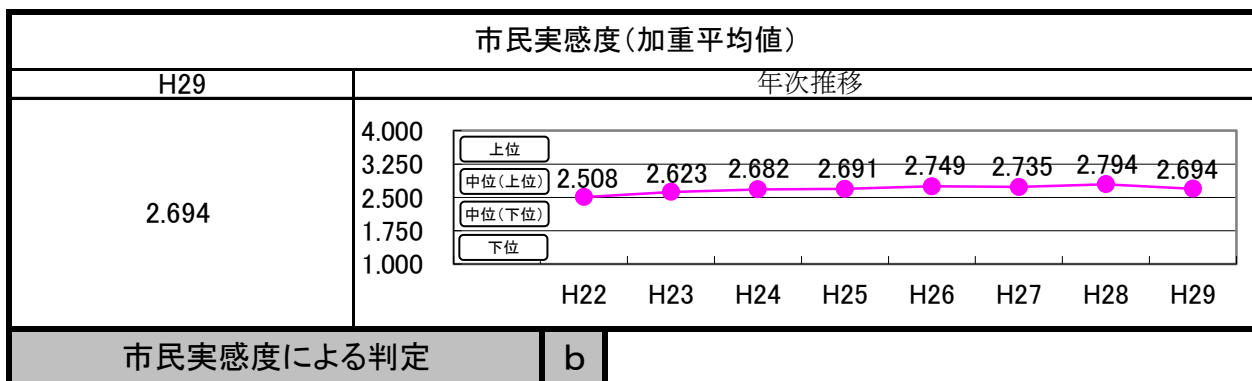 市民実感度(加重平均値)
H29 年次推移
2.694
4.000
3.250
2.500
1.750
1.000
上位
中位(上位)
中位(下位)
下位
2.508 2.623 2.682 2.691 2.749 2.735 2.794 2.694
H22 H23 H24 H25 H26 H27 H28 H29
市民実感度による判定 b